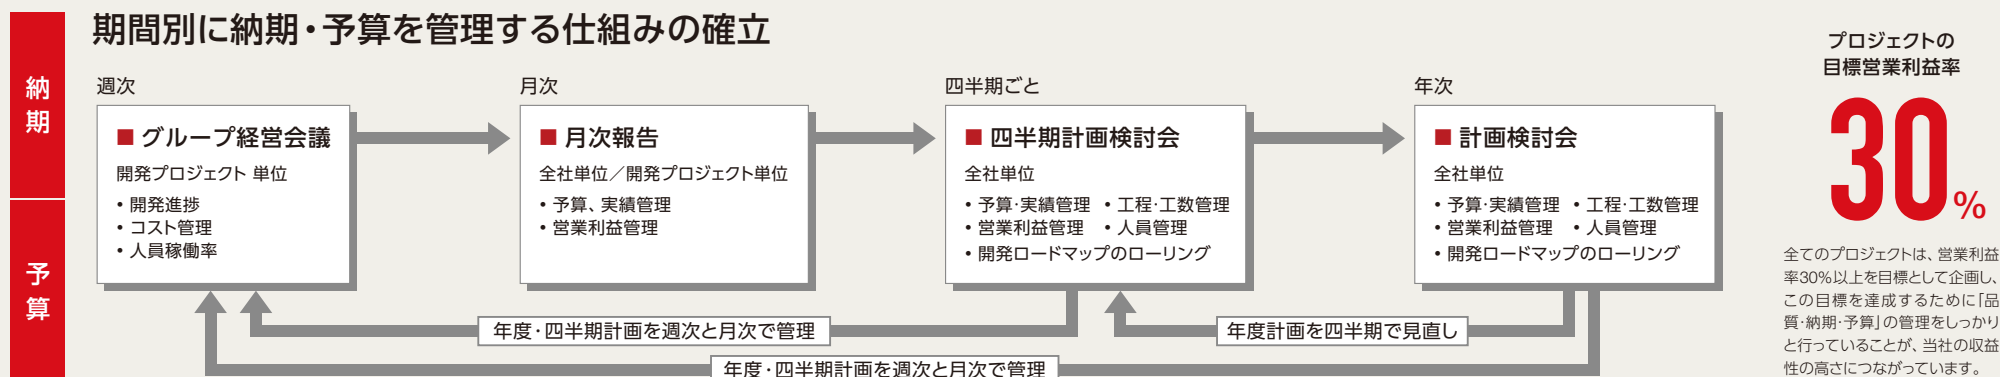 納期
予算
期間別に納期・予算を管理する仕組みの確立
週次
■ グループ経営会議
開発プロジェクト 単位
• 開発進捗
• コスト管理
• 人員稼働率
月次
■ 月次報告
全社単位／開発プロジェクト単位
• 予算、実績管理
• 営業利益管理
四半期ごと
■ 四半期計画検討会
全社単位
• 予算・実績管理 • 工程・工数管理
• 営業利益管理 • 人員管理
• 開発ロードマップのローリング
年次
■ 計画検討会
全社単位
• 予算・実績管理 • 工程・工数管理
• 営業利益管理 • 人員管理
• 開発ロードマップのローリング
年度・四半期計画を週次と月次で管理
年度計画を四半期で見直し
年度・四半期計画を週次と月次で管理
プロジェクトの
目標営業利益率
30%
全てのプロジェクトは、営業利益
率30%以上を目標として企画し、
この目標を達成するために「品
質・納期・予算」の管理をしっかり
と行っていることが、当社の収益
性の高さにつながっています。